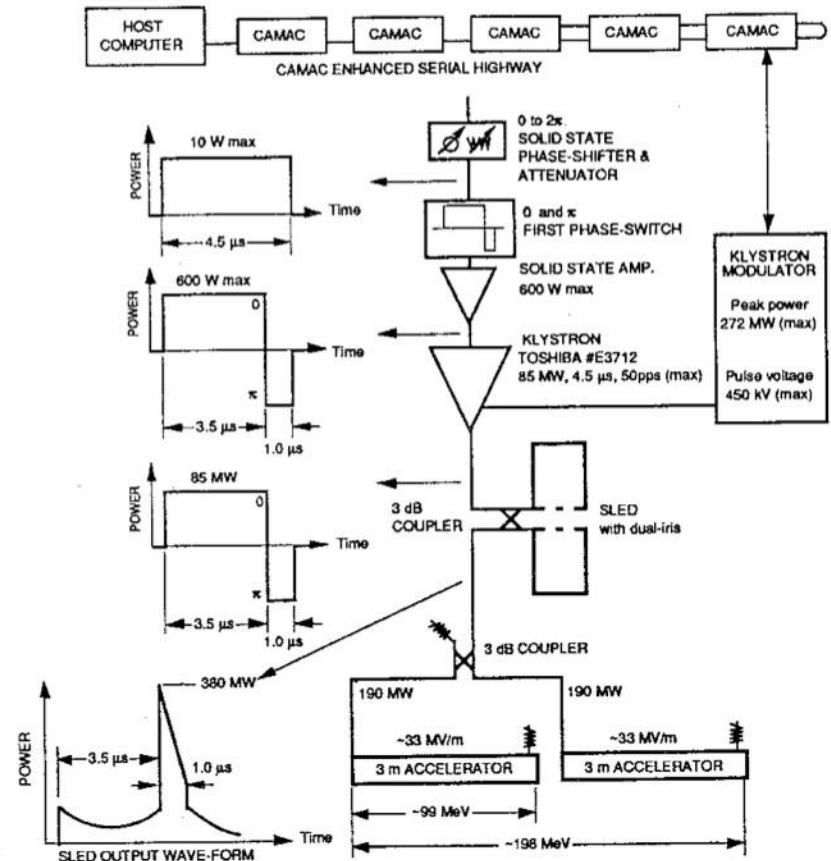 HOST
COMPUTER
CAMAC
CAMAC
CAMAC
CAMAC
CAMAC
CAMAC ENHANCED SERIAL HIGHWAY
0 to 2π
SOLID STATE
PHASE-SHIFTER &
ATTENUATOR
10 W max
POWER
Time
4.5 μs
0 and π
FIRST PHASE-SWITCH
SOLID STATE AMP.
600 W max
KLYSTRON
MODULATOR
Peak power
272 MW (max)
Pulse voltage
450 kV (max)
600 W max
POWER
0
Time
π
3.5 μs
1.0 μs
KLYSTRON
TOSHIBA #E3712
85 MW, 4.5 μs, 50pps (max)
85 MW
POWER
0
Time
π
3.5 μs
1.0 μs
3 dB
COUPLER
SLED
with dual-iris
3 dB COUPLER
380 MW
POWER
3.5 μs
1.0 μs
Time
SLED OUTPUT WAVE-FORM
190 MW
190 MW
~33 MV/m
~33 MV/m
3 m ACCELERATOR
3 m ACCELERATOR
~99 MeV
~198 MeV